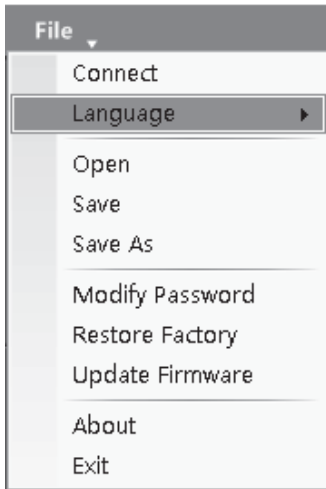 File
Connect
Language
Open
Save
Save As
Modify Password
Restore Factory
Update Firmware
About
Exit